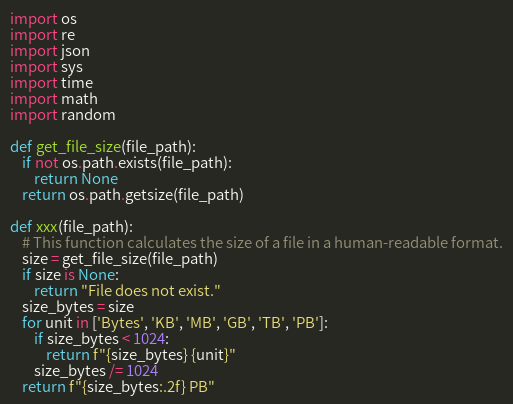 import os
import re
import json
import sys
import time
import math
import random

def get_file_size(file_path):
    if not os.path.exists(file_path):
        return None
    return os.path.getsize(file_path)

def xxx(file_path):
    # This function calculates the size of a file in a human-readable format.
    size = get_file_size(file_path)
    if size is None:
        return "File does not exist."
    size_bytes = size
    for unit in ['Bytes', 'KB', 'MB', 'GB', 'TB', 'PB']:
        if size_bytes < 1024:
            return f"{size_bytes} {unit}"
        size_bytes /= 1024
    return f"{size_bytes:.2f} PB"